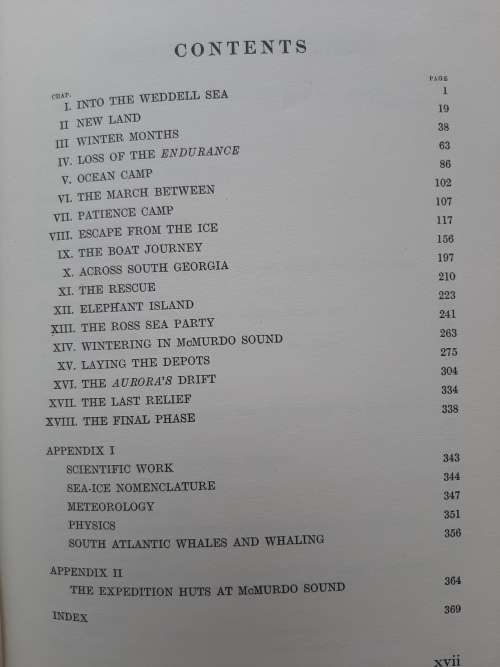 CONTENTS
CHAP. PAGE
I. INTO THE WEDDELL SEA 1
II NEW LAND 19
III WINTER MONTHS 38
IV. LOSS OF THE ENDURANCE 63
V. OCEAN CAMP 86
VI. THE MARCH BETWEEN 102
VII. PATIENCE CAMP 107
VIII. ESCAPE FROM THE ICE 117
IX. THE BOAT JOURNEY 156
X. ACROSS SOUTH GEORGIA 197
XI. THE RESCUE 210
XII. ELEPHANT ISLAND 223
XIII. THE ROSS SEA PARTY 241
XIV. WINTERING IN McMURDO SOUND 263
XV. LAYING THE DEPOTS 275
XVI. THE AURORA'S DRIFT 304
XVII. THE LAST RELIEF 334
XVIII. THE FINAL PHASE 338
APPENDIX I
SCIENTIFIC WORK 343
SEA-ICE NOMENCLATURE 344
METEOROLOGY 347
PHYSICS 351
SOUTH ATLANTIC WHALES AND WHALING 356
APPENDIX II
THE EXPEDITION HUTS AT McMURDO SOUND 364
INDEX 369
xvii